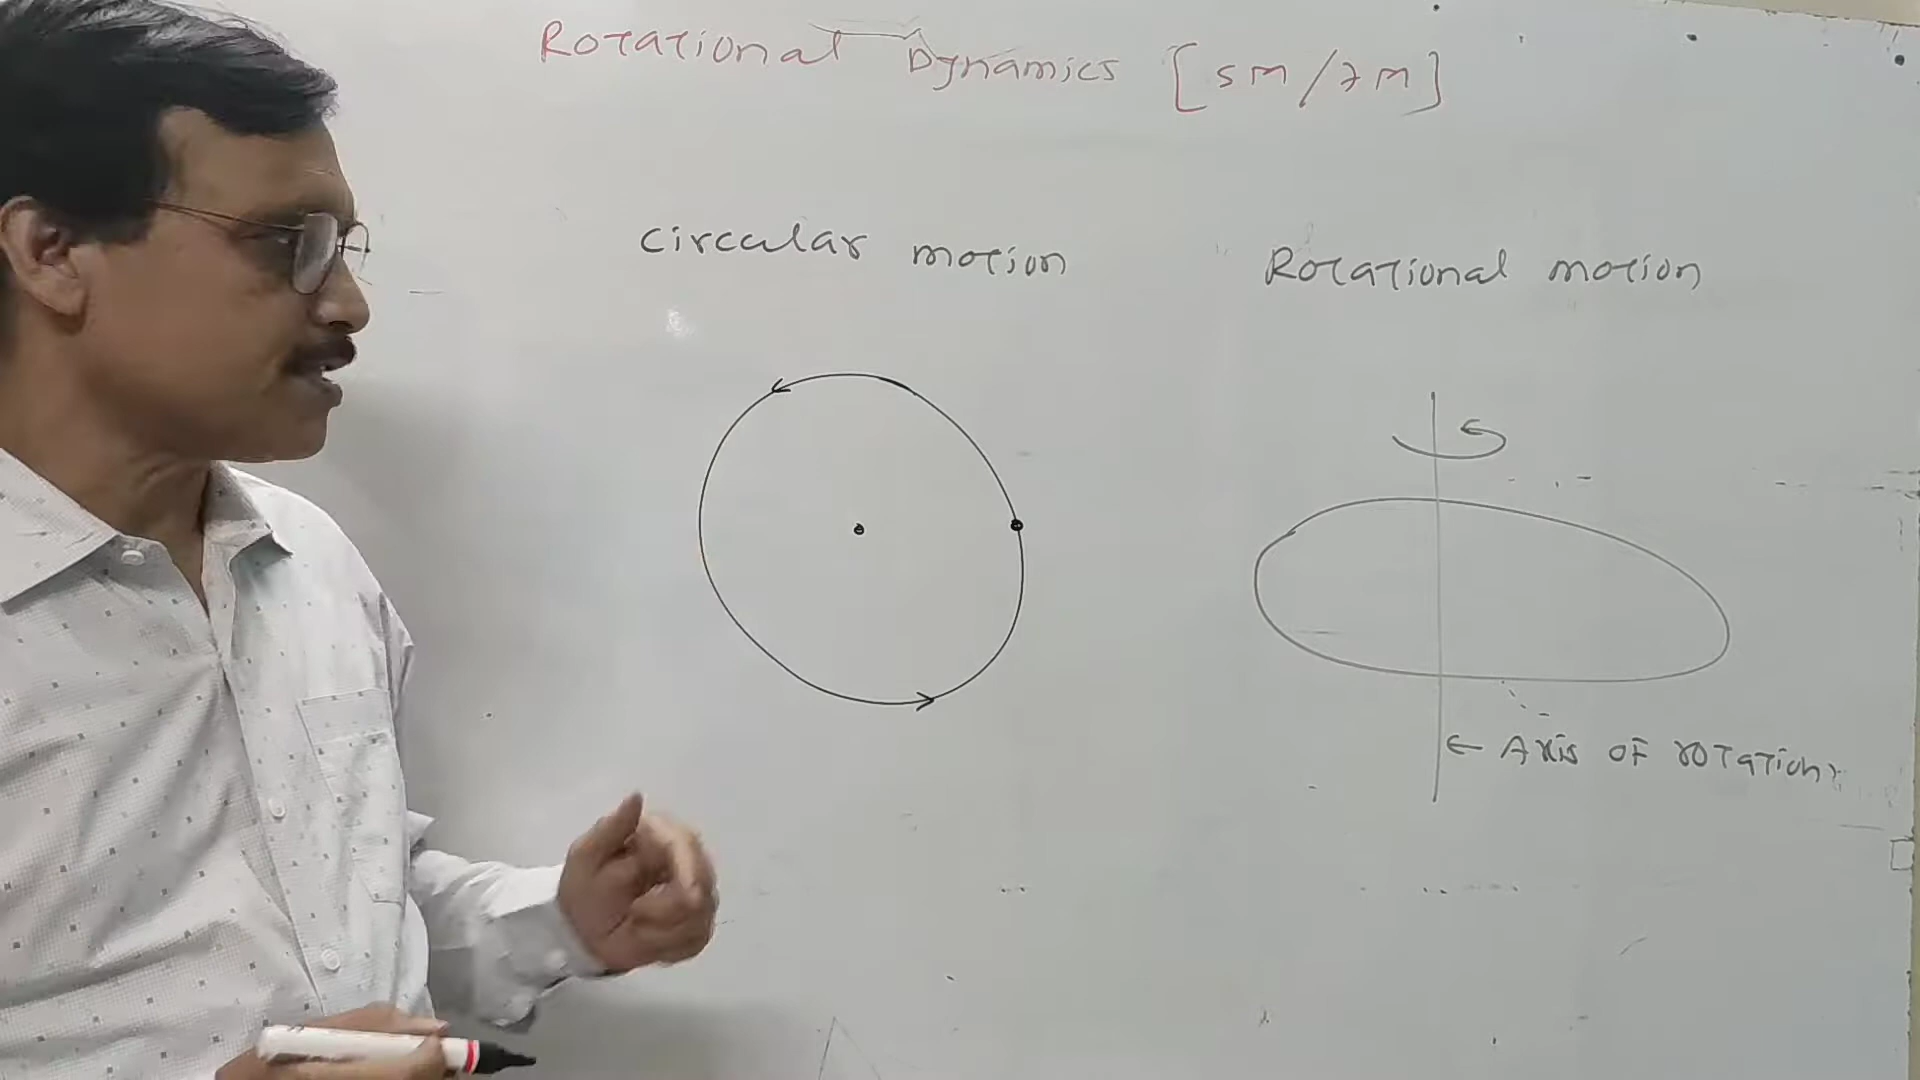 Rotational Dynamics [5M/7M]
circular motion
Rotational motion
← Axis of rotation